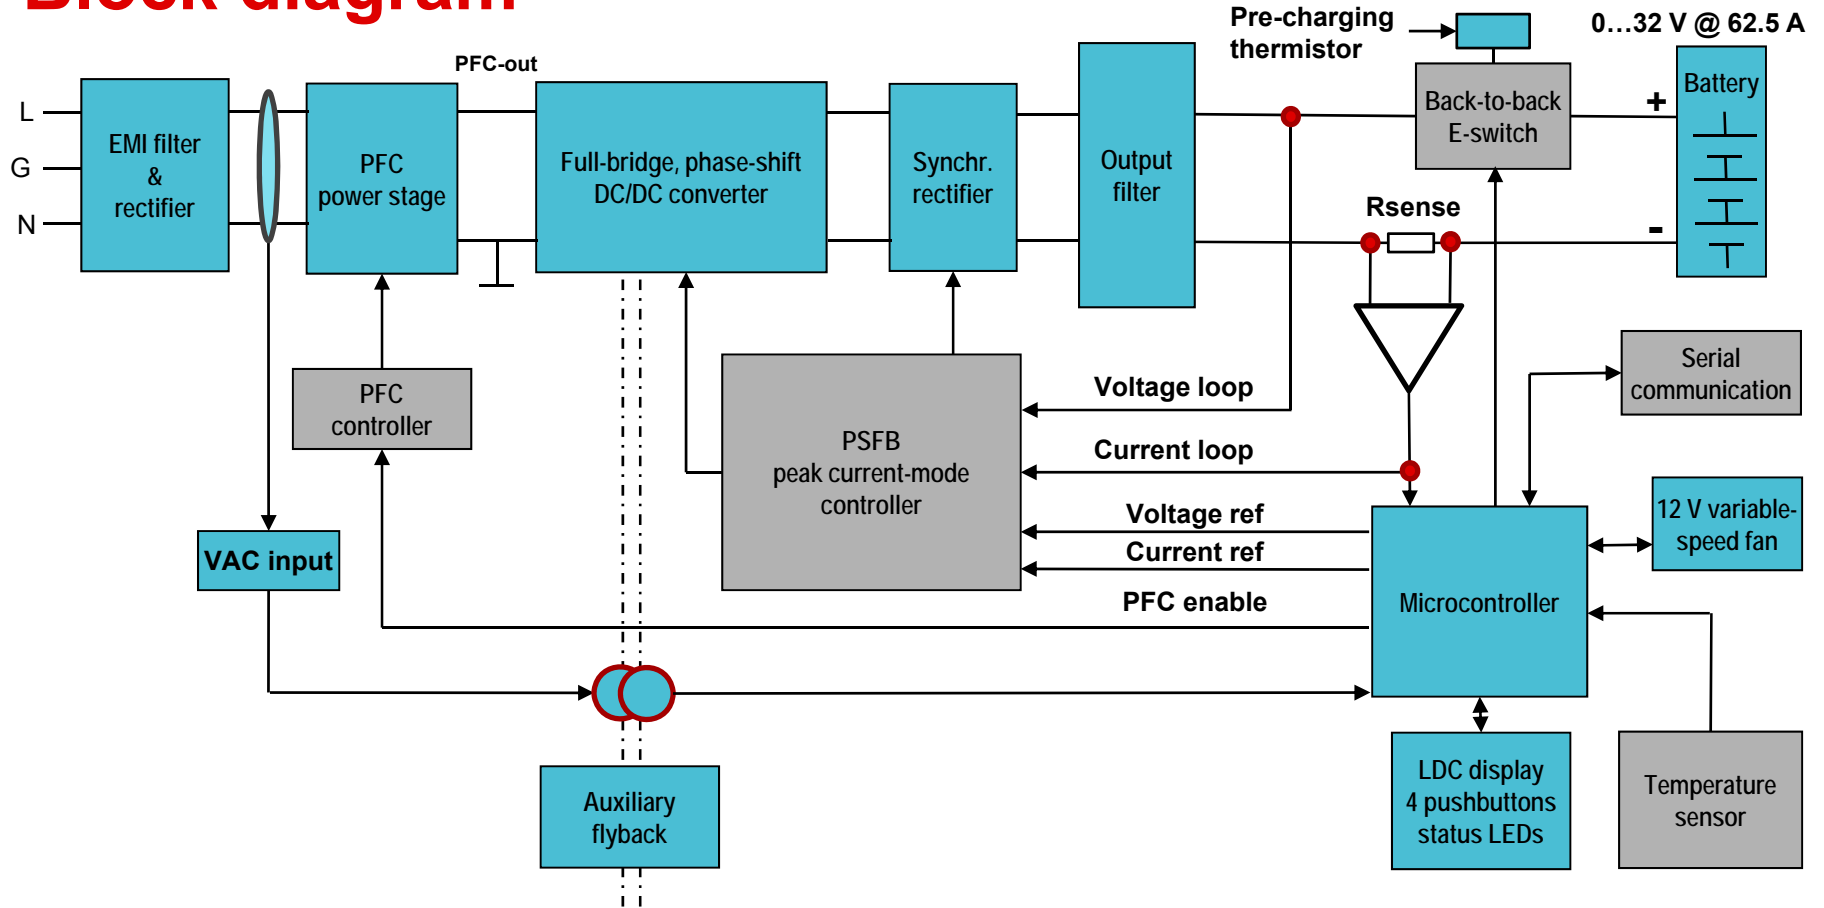 Block diagram
Pre-charging
thermistor
0...32 V @ 62.5 A
PFC-out
L
G
N
EMI filter
&
rectifier
PFC
power stage
Full-bridge, phase-shift
DC/DC converter
Synchr.
rectifier
Output
filter
Back-to-back
E-switch
+
-
Battery
Rsense
PFC
controller
PSFB
peak current-mode
controller
Voltage loop
Current loop
Voltage ref
Current ref
PFC enable
Serial
communication
12 V variable-
speed fan
VAC input
Microcontroller
Auxiliary
flyback
LDC display
4 pushbuttons
status LEDs
Temperature
sensor